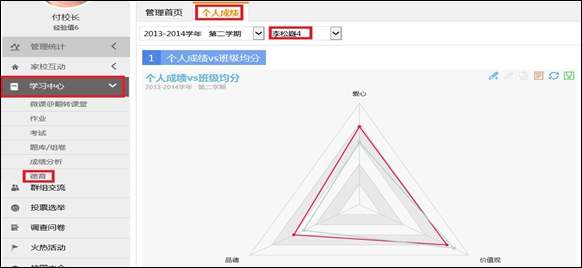 付校长
经验值6
管理统计
家校互动
学习中心
微课@翻转课堂
作业
考试
题库/组卷
成绩分析
德育
群组交流
投票选举
调查问卷
火热活动
管理首页
个人成绩
2013-2014学年 第二学期
李松巍4
1 个人成绩vs班级均分
个人成绩vs班级均分
2013-2014学年 第二学期
爱心
品德
价值观